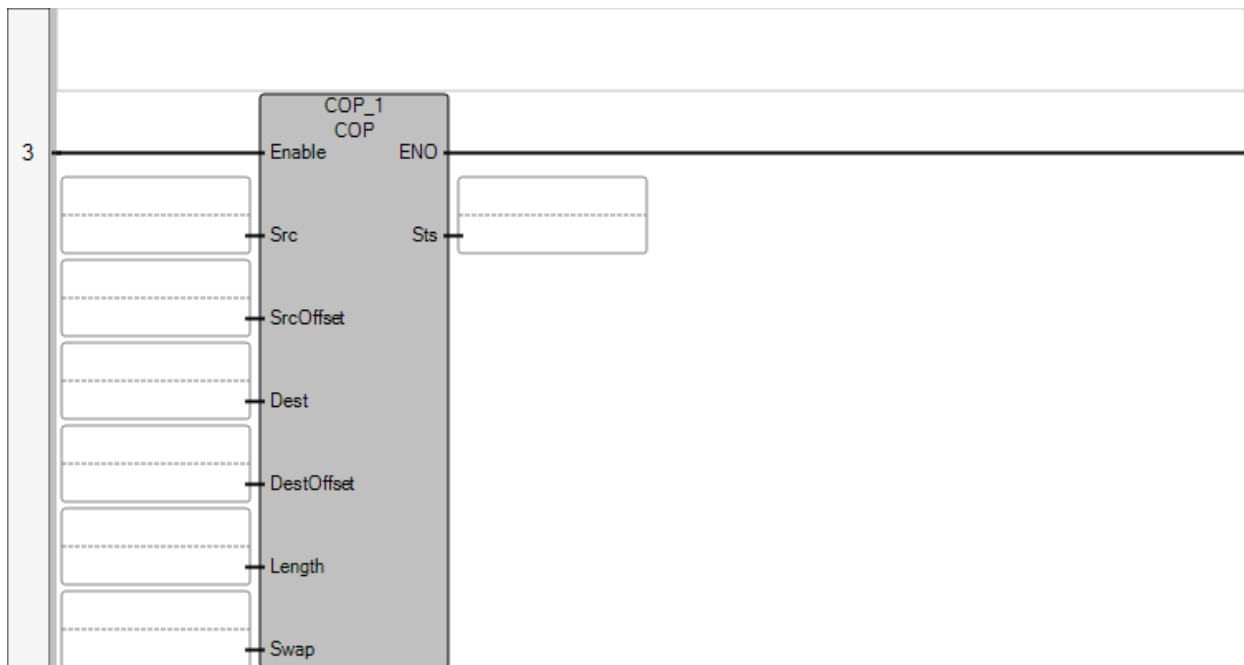 COP_1
COP
3
Enable ENO
Src Sts
SrcOffset
Dest
DestOffset
Length
Swap